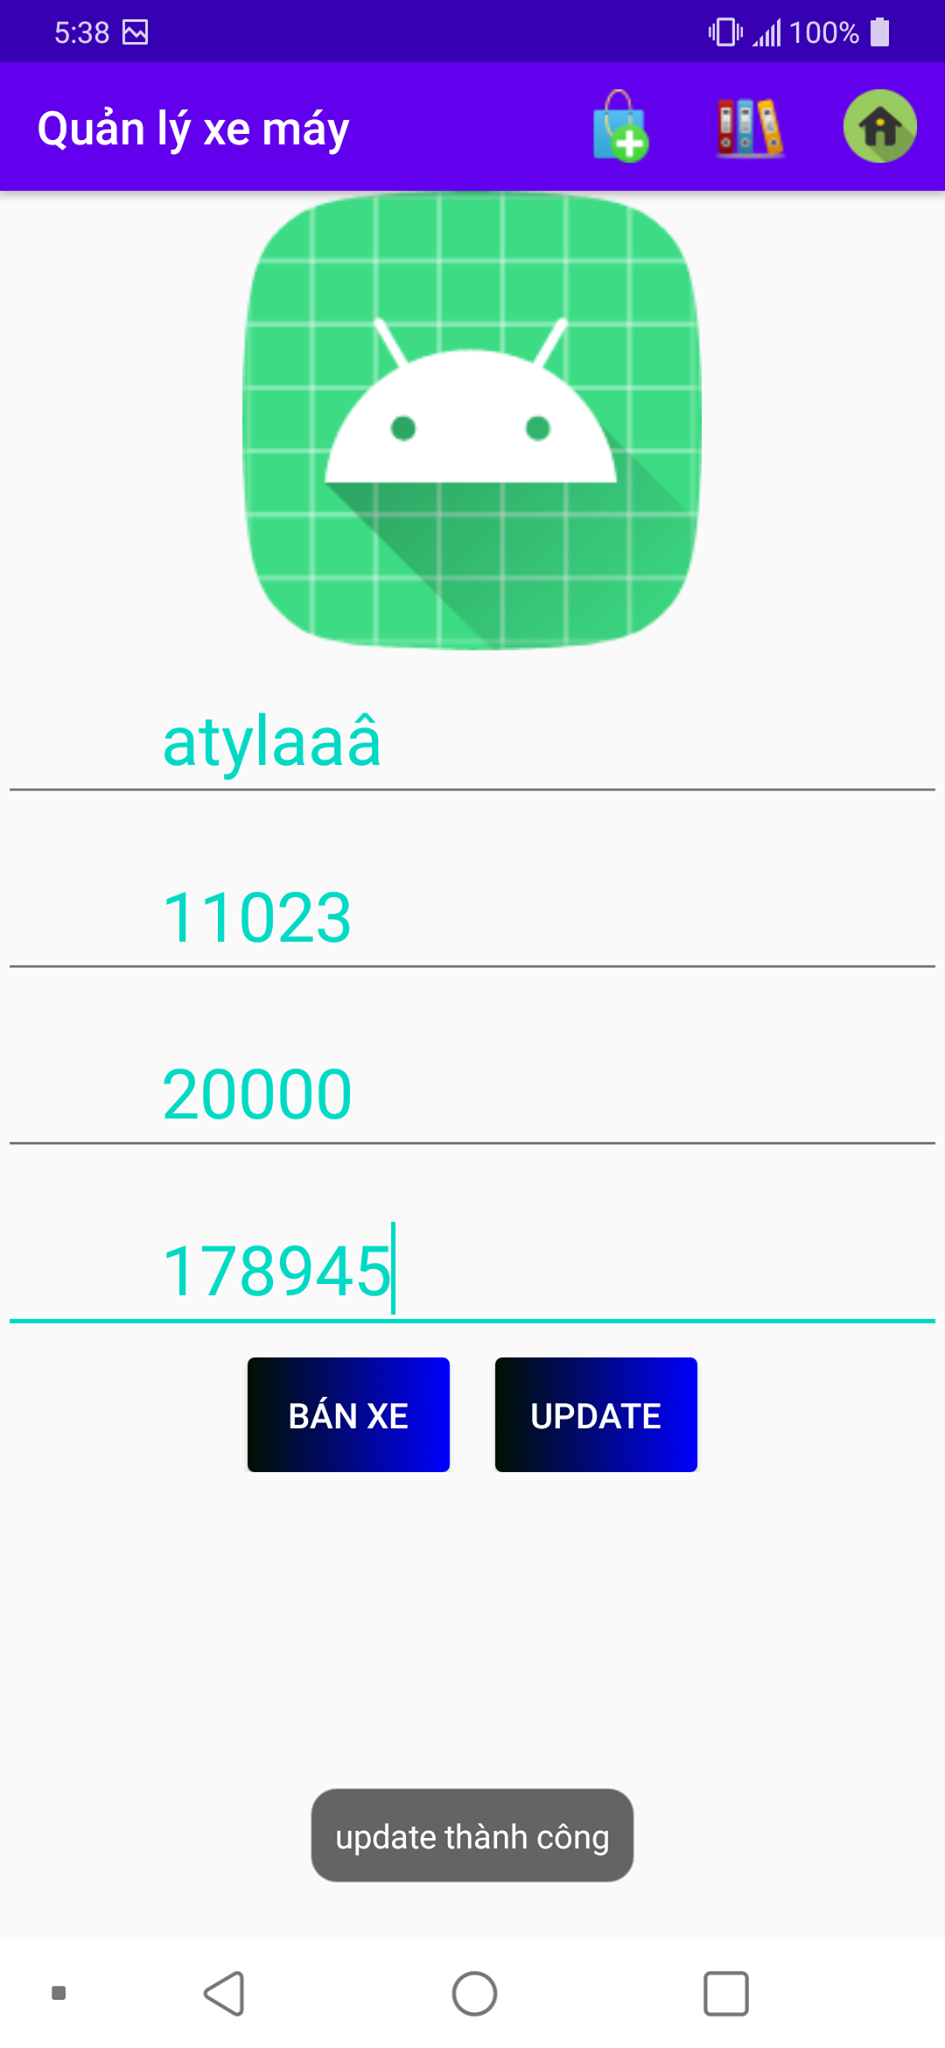 5:38 100%
Quản lý xe máy
atylaaâ
11023
20000
178945
BÁN XE UPDATE
update thành công